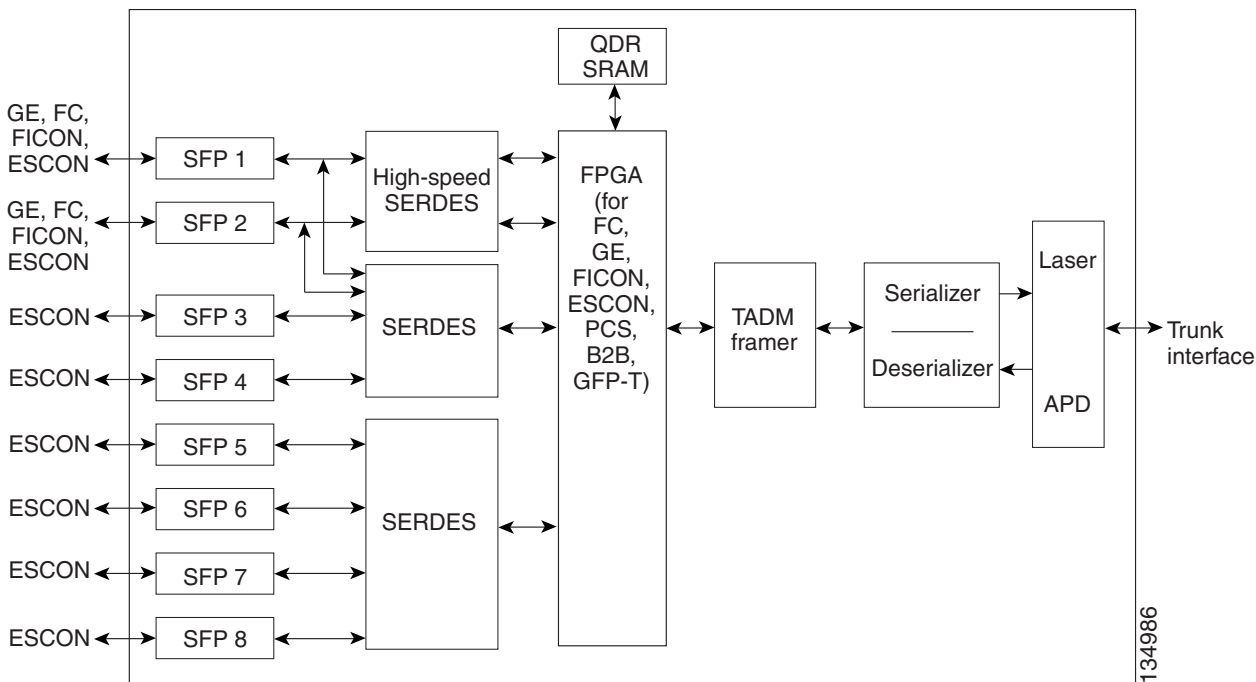 QDR
SRAM
GE, FC,
FICON,
ESCON
SFP 1
High-speed
SERDES
FPGA
(for
FC,
GE,
FICON,
ESCON,
PCS,
B2B,
GFP-T)
GE, FC,
FICON,
ESCON
SFP 2
ESCON
SFP 3
SERDES
ESCON
SFP 4
TADM
framer
Serializer
Deserializer
Laser
APD
Trunk
interface
ESCON
SFP 5
ESCON
SFP 6
SERDES
ESCON
SFP 7
ESCON
SFP 8
134986